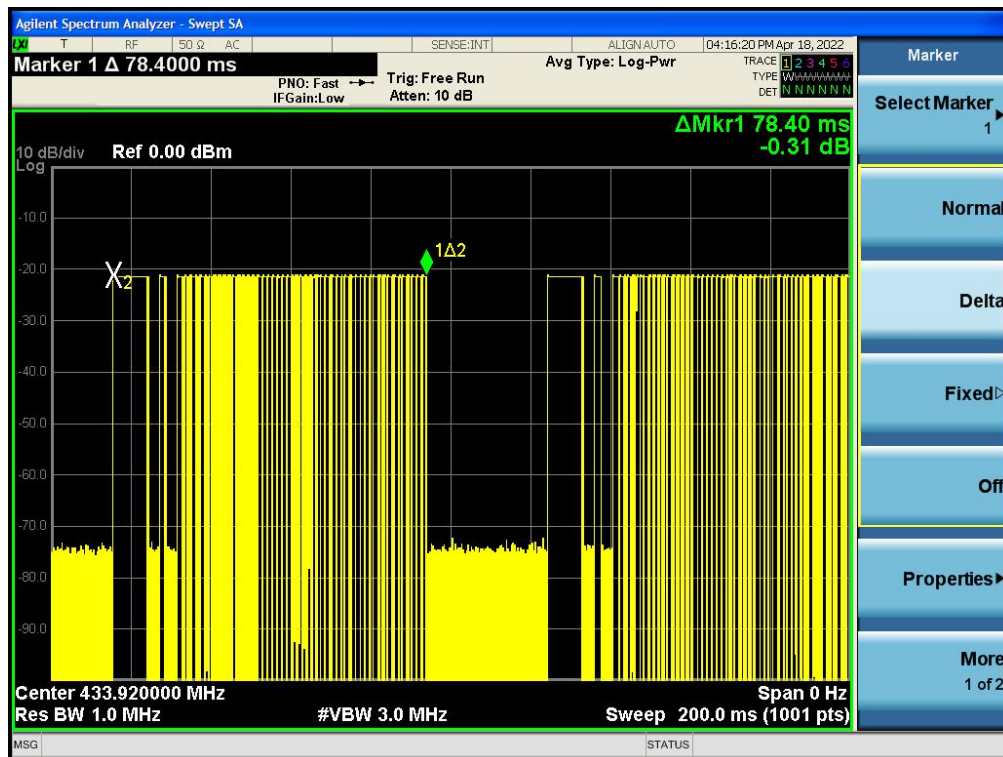 Agilent Spectrum Analyzer - Swept SA
LXI T RF 50 Ω AC SENSE:INT ALIGN AUTO 04:16:20 PM Apr 18, 2022
Marker 1 Δ 78.4000 ms
PNO: Fast
IFGain:Low
Trig: Free Run
Atten: 10 dB
Avg Type: Log-Pwr
TRACE 1 2 3 4 5 6
TYPE W
DET N N N N N N
ΔMkr1 78.40 ms
-0.31 dB
10 dB/div Ref 0.00 dBm
Log
-10.0
-20.0
-30.0
-40.0
-50.0
-60.0
-70.0
-80.0
-90.0
X2
1Δ2
Center 433.920000 MHz Span 0 Hz
Res BW 1.0 MHz #VBW 3.0 MHz Sweep 200.0 ms (1001 pts)
MSG STATUS
Marker
Select Marker
1
Normal
Delta
Fixed
Off
Properties
More
1 of 2